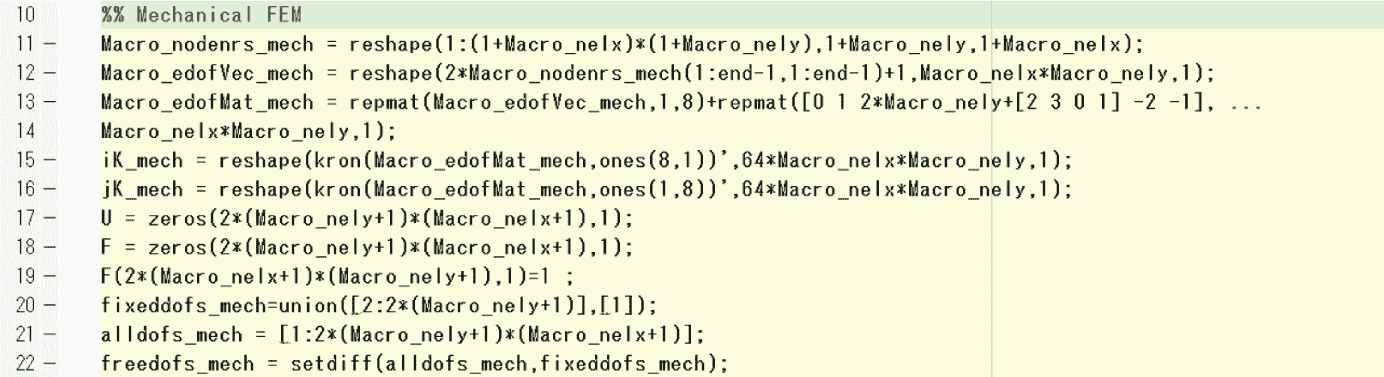 10 %% Mechanical FEM
11 – Macro_nodenrs_mech = reshape(1:(1+Macro_nelx)*(1+Macro_nely),1+Macro_nely,1+Macro_nelx);
12 – Macro_edofVec_mech = reshape(2*Macro_nodenrs_mech(1:end-1,1:end-1)+1,Macro_nelx*Macro_nely,1);
13 – Macro_edofMat_mech = repmat(Macro_edofVec_mech,1,8)+repmat([0 1 2*Macro_nely+[2 3 0 1] -2 -1], ...
14 Macro_nelx*Macro_nely,1);
15 – iK_mech = reshape(kron(Macro_edofMat_mech,ones(8,1))',64*Macro_nelx*Macro_nely,1);
16 – jK_mech = reshape(kron(Macro_edofMat_mech,ones(1,8))',64*Macro_nelx*Macro_nely,1);
17 – U = zeros(2*(Macro_nely+1)*(Macro_nelx+1),1);
18 – F = zeros(2*(Macro_nely+1)*(Macro_nelx+1),1);
19 – F(2*(Macro_nelx+1)*(Macro_nely+1),1)=1 ;
20 – fixeddofs_mech=union([2:2*(Macro_nely+1)],[1]);
21 – alldofs_mech = [1:2*(Macro_nely+1)*(Macro_nelx+1)];
22 – freedofs_mech = setdiff(alldofs_mech,fixeddofs_mech);